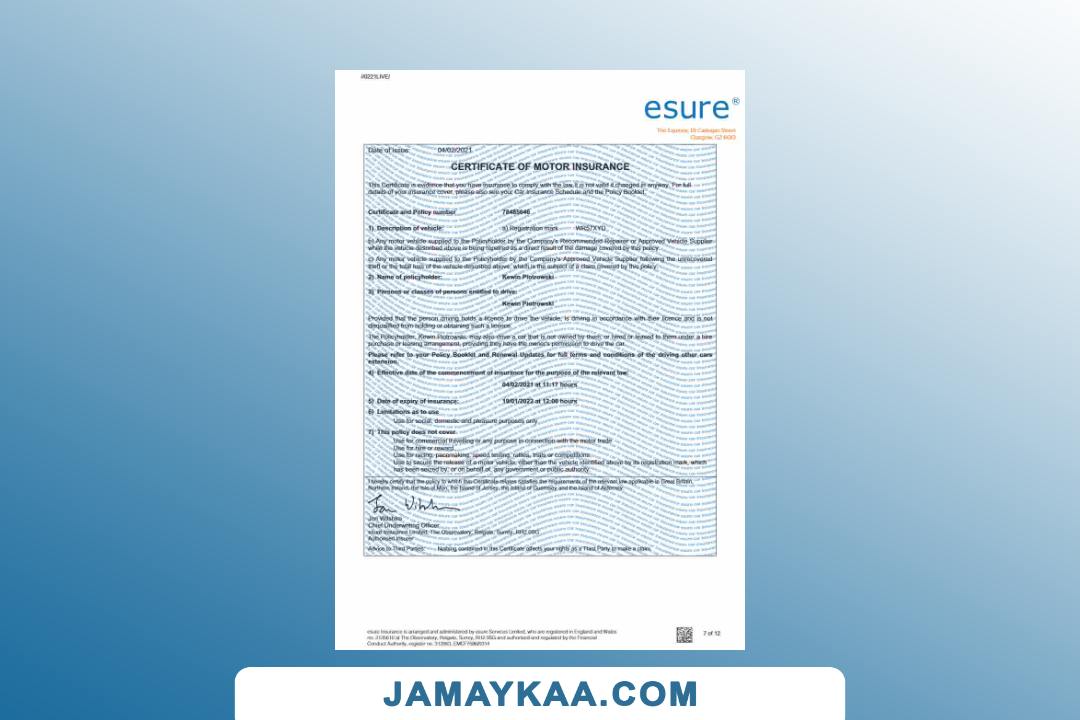 esure®
The Equinox, 19 Cadogan Street
Glasgow, G2 6QQ
Date of issue: 04/02/2021
CERTIFICATE OF MOTOR INSURANCE
This Certificate is evidence that you have insurance to comply with the law. It is not valid if changed in anyway. For full
details of your insurance cover, please also see your Car Insurance Schedule and the Policy Booklet.
Certificate and Policy number
1) Description of vehicle: a) Registration mark WR57XYD
b) Any motor vehicle supplied to the Policyholder by the Company's Recommended Repairer or Approved Vehicle Supplier
while the vehicle described above is being repaired as a direct result of the damage covered by this policy
c) Any motor vehicle supplied to the Policyholder by the Company's Approved Vehicle Supplier following the unrecovered
theft or the total loss of the vehicle described above, which is the subject of a claim covered by this policy
2) Name of policyholder: Kewin Piotrowski
3) Persons or classes of persons entitled to drive:
Kewin Piotrowski
Provided that the person driving holds a licence to drive the vehicle, is driving in accordance with their licence and is not
disqualified from holding or obtaining such a licence.
The Policyholder, Kewin Piotrowski, may also drive a car that is not owned by them, or hired or leased to them under a hire
purchase or leasing arrangement, providing they have the owner's permission to drive the car.
Please refer to your Policy Booklet and Renewal Updates for full terms and conditions of the driving other cars
extension.
4) Effective date of the commencement of insurance for the purpose of the relevant law:
04/02/2021 at 11:17 hours
5) Date of expiry of insurance: 19/01/2022 at 12:00 hours
6) Limitations as to use
Use for social, domestic and pleasure purposes only
7) This policy does not cover:
Use for commercial travelling or any purpose in connection with the motor trade
Use for hire or reward
Use for racing, pacemaking, speed testing, rallies, trials or competitions
Use to secure the release of a motor vehicle, other than the vehicle identified above by its registration mark, which
has been seized by, or on behalf of, any government or public authority
I hereby certify that the policy to which this Certificate relates satisfies the requirements of the relevant law applicable in Great Britain,
Northern Ireland, the Isle of Man, the Island of Jersey, the Island of Guernsey and the Island of Alderney
Chief Underwriting Officer
esure Insurance Limited, The Observatory, Reigate, Surrey, RH2 0SG
Authorised Insurer
Advice to Third Parties: Nothing contained in this Certificate affects your rights as a Third Party to make a claim.
esure Insurance is arranged and administered by esure Services Limited, who are registered in England and Wales
at The Observatory, Reigate, Surrey, RH2 0SG and authorised and regulated by the Financial
Conduct Authority, register no.
7 of 12
JAMAYKAA.COM